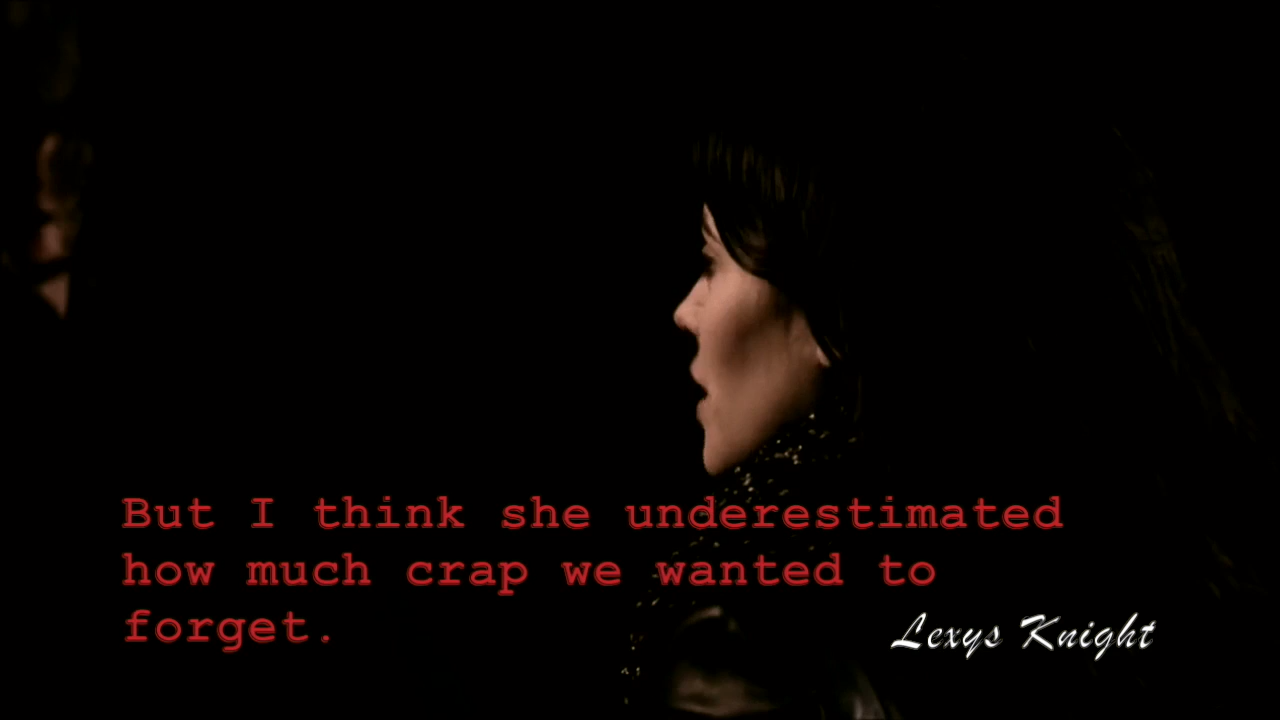 But I think she underestimated
how much crap we wanted to
forget.
Lexys Knight